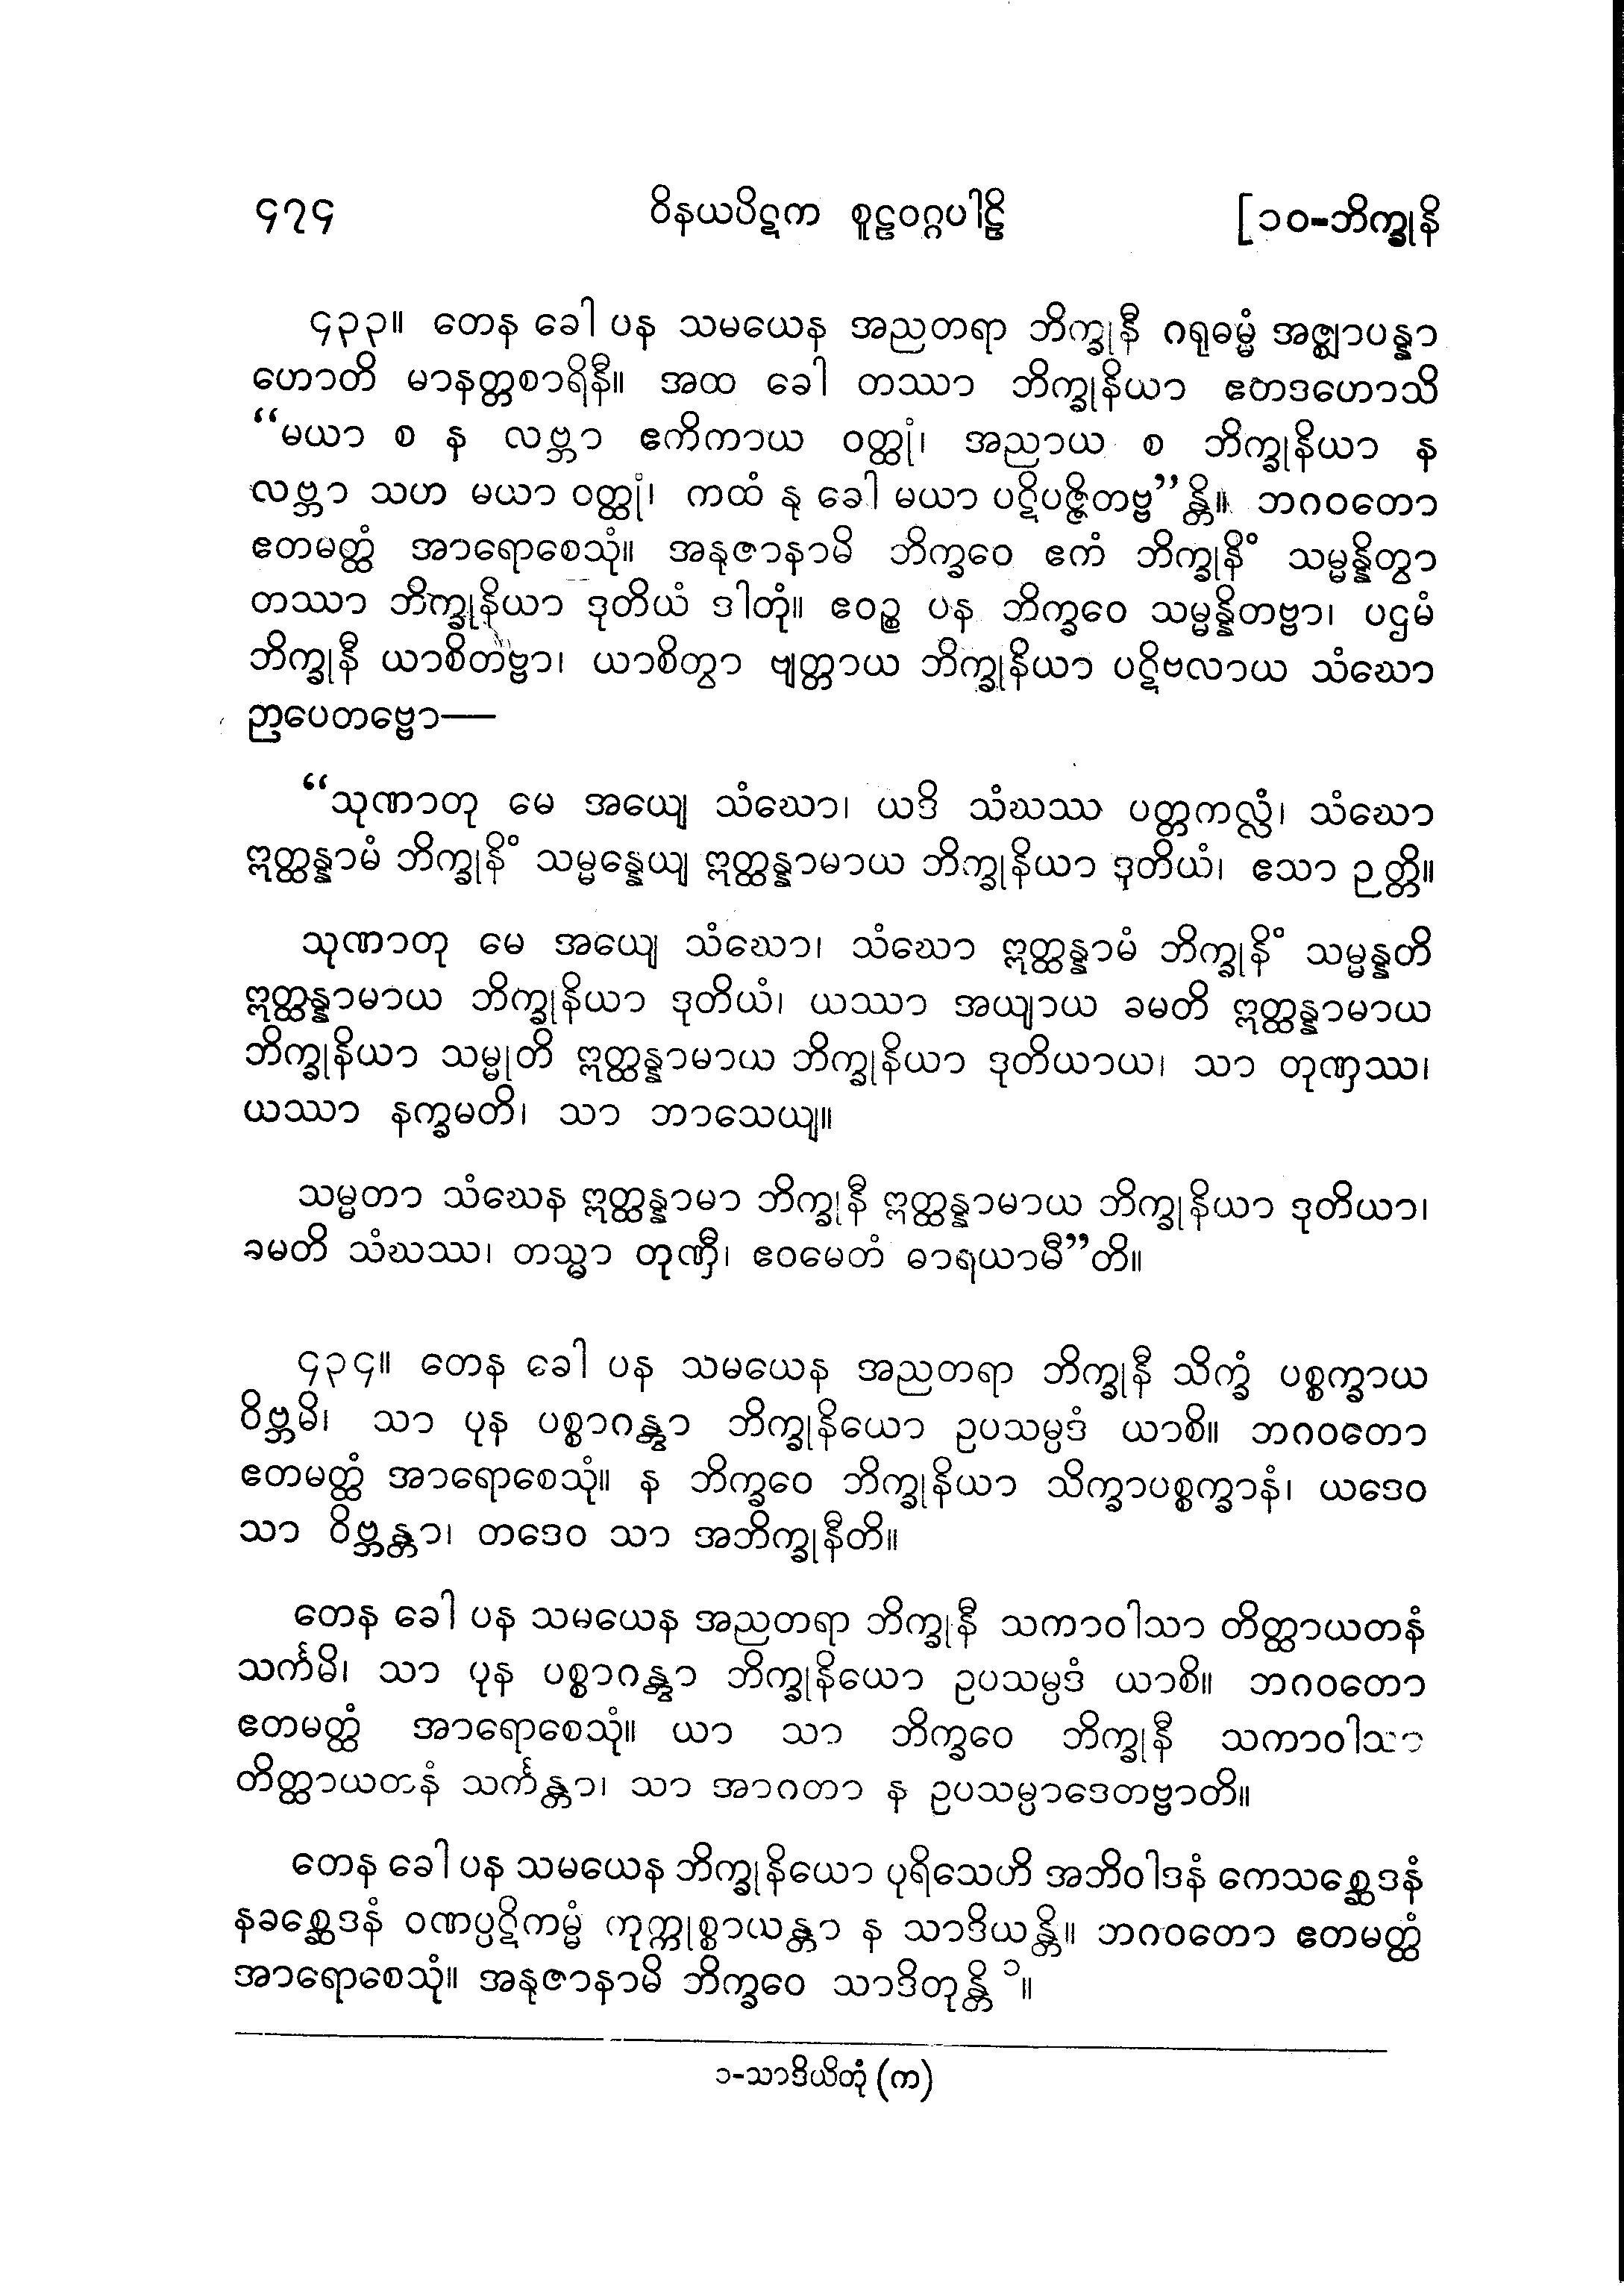 ၄၇၄ ဝိနယပိဋက စူဠဝဂ္ဂပါဠိ [၁၀-ဘိက္ခုနိ
၄၃၃။ တေန ခေါ ပန သမယေန အညတရာ ဘိက္ခုနီ ဂရုဓမ္မံ အဇ္ဈာပန္နာ
ဟောတိ မာနတ္တစာရိနီ။ အထ ခေါ တဿာ ဘိက္ခုနိယာ ဧတဒဟောသိ
“မယာ စ န လဗ္ဘာ ဧကိကာယ ဝတ္ထုံ၊ အညာယ စ ဘိက္ခုနိယာ န
လဗ္ဘာ သဟ မယာ ဝတ္ထုံ၊ ကထံ နု ခေါ မယာ ပဋိပဇ္ဇိတဗ္ဗ”န္တိ။ ဘဂဝတော
ဧတမတ္ထံ အာရောစေသုံ။ အနုဇာနာမိ ဘိက္ခဝေ ဧကံ ဘိက္ခုနိံ သမ္မန္နိတွာ
တဿာ ဘိက္ခုနိယာ ဒုတိယံ ဒါတုံ။ ဧဝဉ္စ ပန ဘိက္ခဝေ သမ္မန္နိတဗ္ဗာ၊ ပဌမံ
ဘိက္ခုနီ ယာစိတဗ္ဗာ၊ ယာစိတွာ ဗျတ္တာယ ဘိက္ခုနိယာ ပဋိဗလာယ သံဃော
ဉာပေတဗ္ဗော—
“သုဏာတု မေ အယျေ သံဃော၊ ယဒိ သံဃဿ ပတ္တကလ္လံ၊ သံဃော
ဣတ္ထန္နာမံ ဘိက္ခုနိံ သမ္မန္နေယျ ဣတ္ထန္နာမာယ ဘိက္ခုနိယာ ဒုတိယံ၊ ဧသာ ဉတ္တိ။
သုဏာတု မေ အယျေ သံဃော၊ သံဃော ဣတ္ထန္နာမံ ဘိက္ခုနိံ သမ္မန္နတိ
ဣတ္ထန္နာမာယ ဘိက္ခုနိယာ ဒုတိယံ၊ ယဿာ အယျာယ ခမတိ ဣတ္ထန္နာမာယ
ဘိက္ခုနိယာ သမ္မုတိ ဣတ္ထန္နာမာယ ဘိက္ခုနိယာ ဒုတိယာယ၊ သာ တုဏှဿ၊
ယဿာ နက္ခမတိ၊ သာ ဘာသေယျ။
သမ္မတာ သံဃေန ဣတ္ထန္နာမာ ဘိက္ခုနီ ဣတ္ထန္နာမာယ ဘိက္ခုနိယာ ဒုတိယာ၊
ခမတိ သံဃဿ၊ တသ္မာ တုဏှီ၊ ဧဝမေတံ ဓာရယာမီ”တိ။
၄၃၄။ တေန ခေါ ပန သမယေန အညတရာ ဘိက္ခုနီ သိက္ခံ ပစ္စက္ခာယ
ဝိဗ္ဘမိ၊ သာ ပုန ပစ္စာဂန္တွာ ဘိက္ခုနိယော ဥပသမ္ပဒံ ယာစိ။ ဘဂဝတော
ဧတမတ္ထံ အာရောစေသုံ။ န ဘိက္ခဝေ ဘိက္ခုနိယာ သိက္ခာပစ္စက္ခာနံ၊ ယဒေဝ
သာ ဝိဗ္ဘန္တာ၊ တဒေဝ သာ အဘိက္ခုနီတိ။
တေန ခေါ ပန သမယေန အညတရာ ဘိက္ခုနီ သကာဝါသာ တိတ္ထာယတနံ
သင်္ကမိ၊ သာ ပုန ပစ္စာဂန္တွာ ဘိက္ခုနိယော ဥပသမ္ပဒံ ယာစိ။ ဘဂဝတော
ဧတမတ္ထံ အာရောစေသုံ။ ယာ သာ ဘိက္ခဝေ ဘိက္ခုနီ သကာဝါသာ
တိတ္ထာယတနံ သင်္ကန္တာ၊ သာ အာဂတာ န ဥပသမ္ပာဒေတဗ္ဗာတိ။
တေန ခေါ ပန သမယေန ဘိက္ခုနိယော ပုရိသေဟိ အဘိဝါဒနံ ကေသစ္ဆေဒနံ
နခစ္ဆေဒနံ ဝဏပ္ပဋိကမ္မံ ကုက္ကုစ္စာယန္တာ န သာဒိယန္တိ။ ဘဂဝတော ဧတမတ္ထံ
အာရောစေသုံ။ အနုဇာနာမိ ဘိက္ခဝေ သာဒိတုန္တိ ၁။
၁-သာဒိယိတုံ (က)